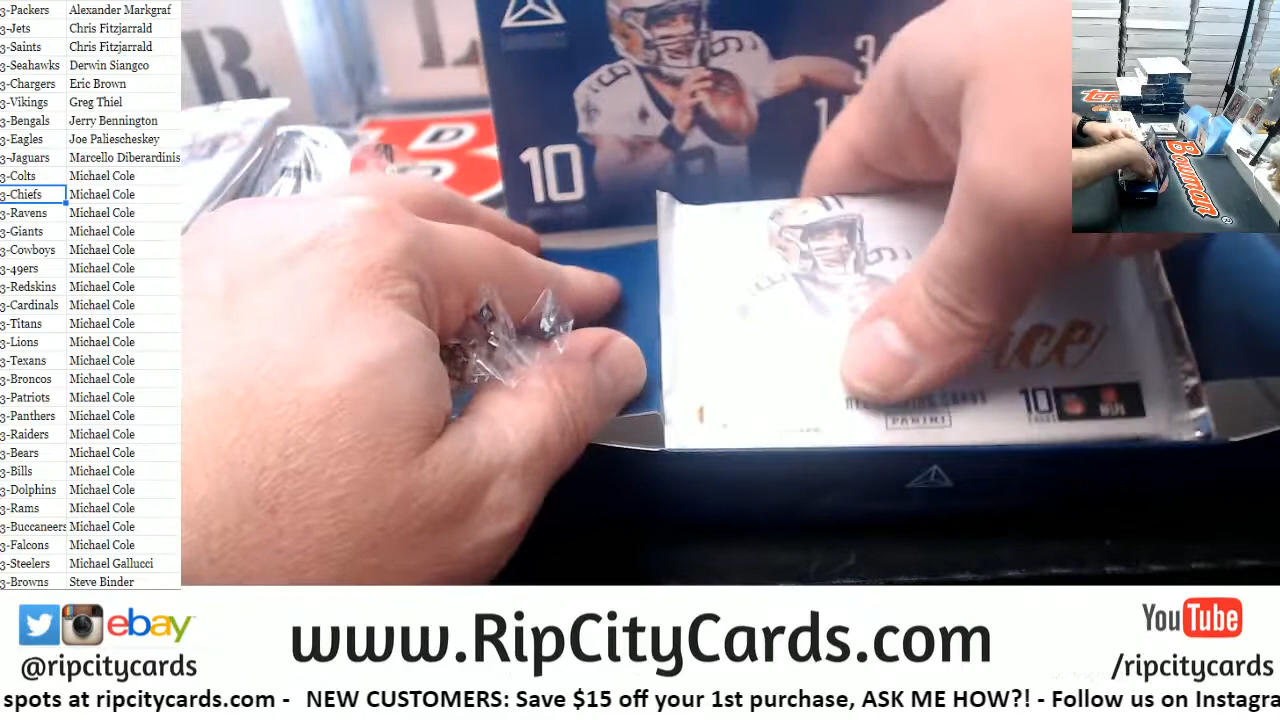 3-Packers Alexander Markgraf
3-Jets Chris Fitzjarrald
3-Saints Chris Fitzjarrald
3-Seahawks Derwin Siangco
3-Chargers Eric Brown
3-Vikings Greg Thiel
3-Bengals Jerry Bennington
3-Eagles Joe Paliescheskey
3-Jaguars Marcello Diberardinis
3-Colts Michael Cole
3-Chiefs Michael Cole
3-Ravens Michael Cole
3-Giants Michael Cole
3-Cowboys Michael Cole
3-49ers Michael Cole
3-Redskins Michael Cole
3-Cardinals Michael Cole
3-Titans Michael Cole
3-Lions Michael Cole
3-Texans Michael Cole
3-Broncos Michael Cole
3-Patriots Michael Cole
3-Panthers Michael Cole
3-Raiders Michael Cole
3-Bears Michael Cole
3-Bills Michael Cole
3-Dolphins Michael Cole
3-Rams Michael Cole
3-Buccaneers Michael Cole
3-Falcons Michael Cole
3-Steelers Michael Gallucci
3-Browns Steve Binder
10
9
ice
CARDS
PANINI
10
NFLPA
Topps
Bowman
ebay
@ripcitycards
www.RipCityCards.com
YouTube
/ripcitycards
spots at ripcitycards.com - NEW CUSTOMERS: Save $15 off your 1st purchase, ASK ME HOW?! - Follow us on Instagra